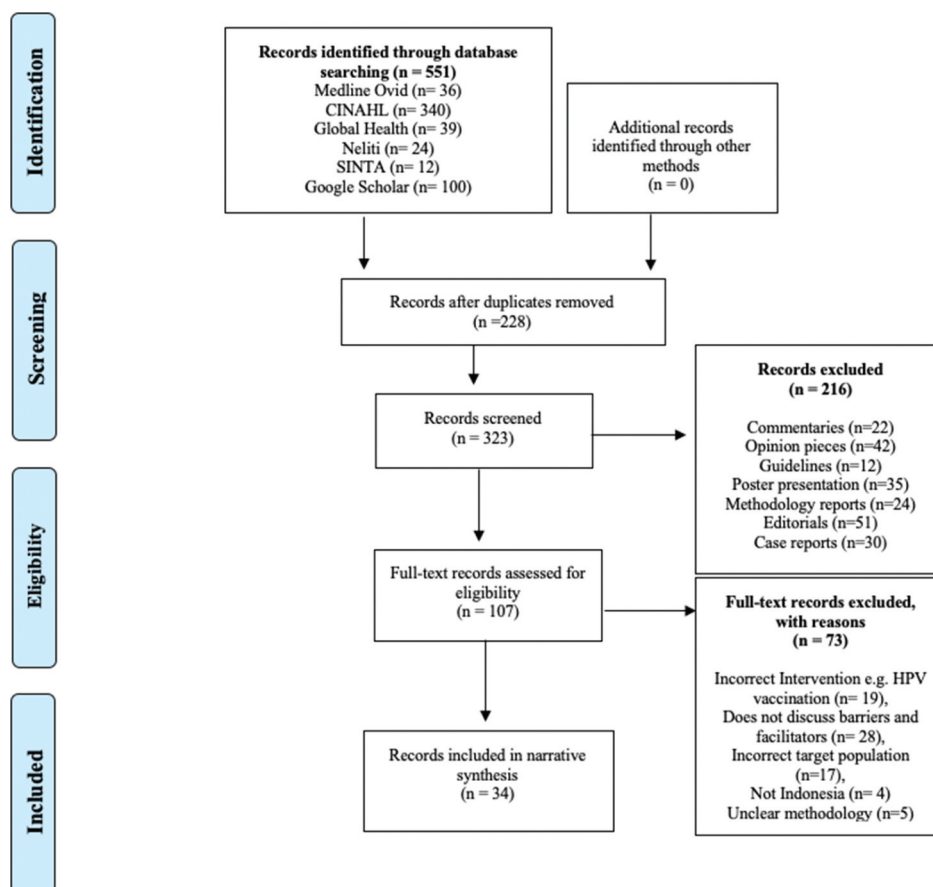 Identification
Records identified through database
searching (n = 551)
Medline Ovid (n= 36)
CINAHL (n= 340)
Global Health (n= 39)
Neliti (n= 24)
SINTA (n= 12)
Google Scholar (n= 100)
Additional records
identified through other
methods
(n = 0)
Screening
Records after duplicates removed
(n =228)
Records screened
(n = 323)
Records excluded
(n = 216)
Commentaries (n=22)
Opinion pieces (n=42)
Guidelines (n=12)
Poster presentation (n=35)
Methodology reports (n=24)
Editorials (n=51)
Case reports (n=30)
Eligibility
Full-text records assessed for
eligibility
(n = 107)
Full-text records excluded,
with reasons
(n = 73)
Incorrect Intervention e.g. HPV
vaccination (n= 19),
Does not discuss barriers and
facilitators (n= 28),
Incorrect target population
(n=17),
Not Indonesia (n= 4)
Unclear methodology (n=5)
Included
Records included in narrative
synthesis
(n = 34)